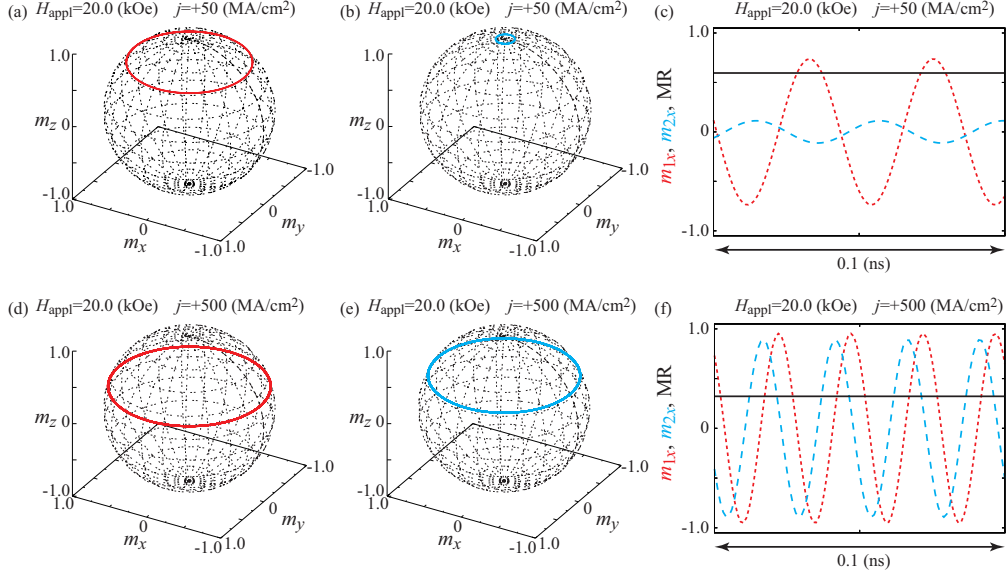 (a) H_appl=20.0 (kOe) j=+50 (MA/cm²)
1.0
m_z 0
-1.0
1.0
0
m_x
-1.0
1.0
m_y
0
-1.0
(b) H_appl=20.0 (kOe) j=+50 (MA/cm²)
1.0
m_z 0
-1.0
1.0
0
m_x
-1.0
1.0
m_y
0
-1.0
(c) H_appl=20.0 (kOe) j=+50 (MA/cm²)
m_1x, m_2x, MR
1.0
0
-1.0
0.1 (ns)
(d) H_appl=20.0 (kOe) j=+500 (MA/cm²)
1.0
m_z 0
-1.0
1.0
0
m_x
-1.0
1.0
m_y
0
-1.0
(e) H_appl=20.0 (kOe) j=+500 (MA/cm²)
1.0
m_z 0
-1.0
1.0
0
m_x
-1.0
1.0
m_y
0
-1.0
(f) H_appl=20.0 (kOe) j=+500 (MA/cm²)
m_1x, m_2x, MR
1.0
0
-1.0
0.1 (ns)